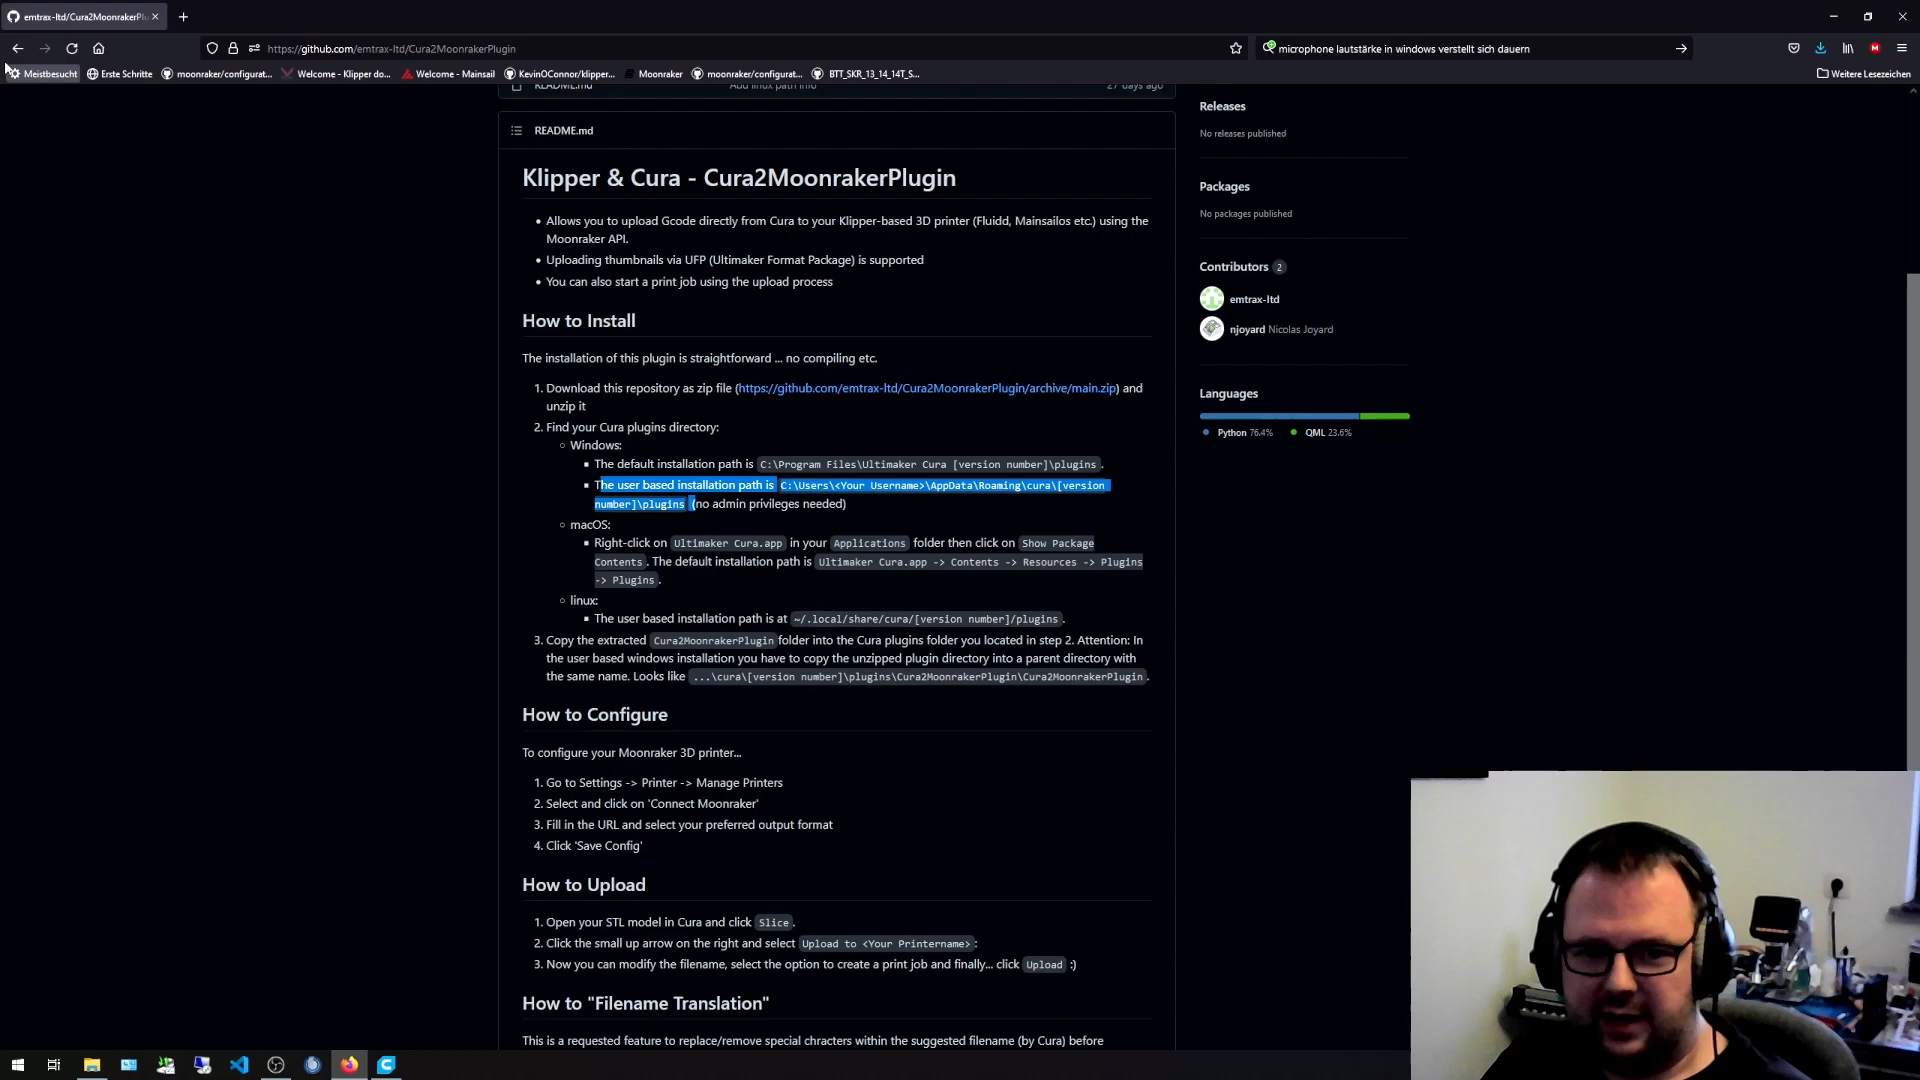 emtrax-ltd/Cura2MoonrakerPlu
https://github.com/emtrax-ltd/Cura2MoonrakerPlugin
microphone lautstärke in windows verstellt sich dauern
Meistbesucht
Erste Schritte
moonraker/configurat...
Welcome - Klipper do...
Welcome - Mainsail
KevinOConnor/klipper...
Moonraker
moonraker/configurat...
BTT_SKR_13_14_14T_S...
Weitere Lesezeichen
README.md
Add linux path info
27 days ago
README.md
Klipper & Cura - Cura2MoonrakerPlugin
• Allows you to upload Gcode directly from Cura to your Klipper-based 3D printer (Fluidd, Mainsailos etc.) using the
Moonraker API.
• Uploading thumbnails via UFP (Ultimaker Format Package) is supported
• You can also start a print job using the upload process
How to Install
The installation of this plugin is straightforward ... no compiling etc.
1. Download this repository as zip file (https://github.com/emtrax-ltd/Cura2MoonrakerPlugin/archive/main.zip) and
unzip it
2. Find your Cura plugins directory:
Windows:
The default installation path is C:\Program Files\Ultimaker Cura [version number]\plugins.
The user based installation path is C:\Users\<Your Username>\AppData\Roaming\cura\[version
number]\plugins (no admin privileges needed)
macOS:
Right-click on Ultimaker Cura.app in your Applications folder then click on Show Package
Contents. The default installation path is Ultimaker Cura.app -> Contents -> Resources -> Plugins
-> Plugins.
linux:
The user based installation path is at ~/.local/share/cura/[version number]/plugins.
3. Copy the extracted Cura2MoonrakerPlugin folder into the Cura plugins folder you located in step 2. Attention: In
the user based windows installation you have to copy the unzipped plugin directory into a parent directory with
the same name. Looks like ...\cura\[version number]\plugins\Cura2MoonrakerPlugin\Cura2MoonrakerPlugin.
How to Configure
To configure your Moonraker 3D printer...
1. Go to Settings -> Printer -> Manage Printers
2. Select and click on 'Connect Moonraker'
3. Fill in the URL and select your preferred output format
4. Click 'Save Config'
How to Upload
1. Open your STL model in Cura and click Slice.
2. Click the small up arrow on the right and select Upload to <Your Printername>:
3. Now you can modify the filename, select the option to create a print job and finally... click Upload :)
How to "Filename Translation"
This is a requested feature to replace/remove special chracters within the suggested filename (by Cura) before
Releases
No releases published
Packages
No packages published
Contributors 2
emtrax-ltd
njoyard Nicolas Joyard
Languages
Python 76.4%
QML 23.6%